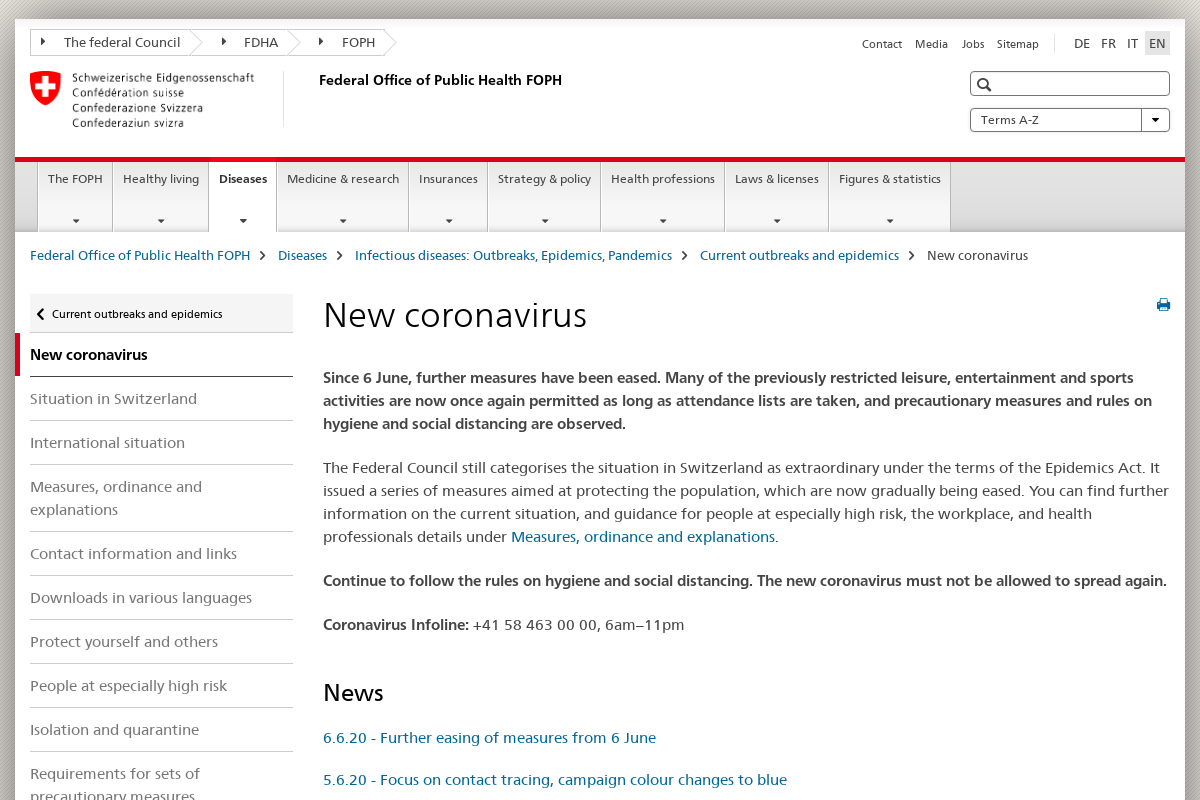 The federal Council
FDHA
FOPH
Contact
Media
Jobs
Sitemap
DE
FR
IT
EN
Schweizerische Eidgenossenschaft
Confédération suisse
Confederazione Svizzera
Confederaziun svizra
Federal Office of Public Health FOPH
Terms A-Z
The FOPH
Healthy living
Diseases
Medicine & research
Insurances
Strategy & policy
Health professions
Laws & licenses
Figures & statistics
Federal Office of Public Health FOPH
Diseases
Infectious diseases: Outbreaks, Epidemics, Pandemics
Current outbreaks and epidemics
New coronavirus
Current outbreaks and epidemics
New coronavirus
Situation in Switzerland
International situation
Measures, ordinance and
explanations
Contact information and links
Downloads in various languages
Protect yourself and others
People at especially high risk
Isolation and quarantine
Requirements for sets of
precautionary measures
New coronavirus
Since 6 June, further measures have been eased. Many of the previously restricted leisure, entertainment and sports
activities are now once again permitted as long as attendance lists are taken, and precautionary measures and rules on
hygiene and social distancing are observed.
The Federal Council still categorises the situation in Switzerland as extraordinary under the terms of the Epidemics Act. It
issued a series of measures aimed at protecting the population, which are now gradually being eased. You can find further
information on the current situation, and guidance for people at especially high risk, the workplace, and health
professionals details under Measures, ordinance and explanations.
Continue to follow the rules on hygiene and social distancing. The new coronavirus must not be allowed to spread again.
Coronavirus Infoline: +41 58 463 00 00, 6am–11pm
News
6.6.20 - Further easing of measures from 6 June
5.6.20 - Focus on contact tracing, campaign colour changes to blue